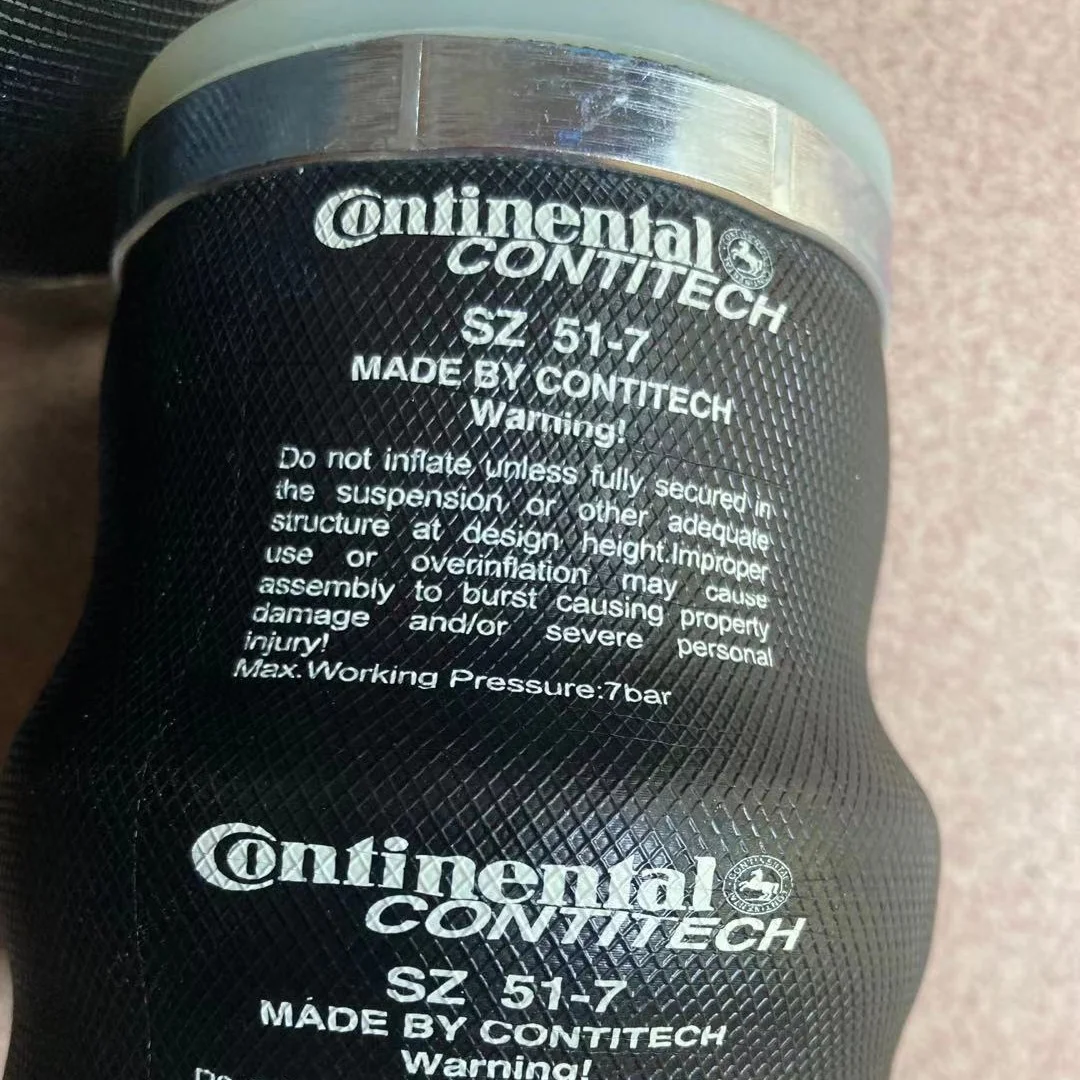 Continental
CONTITECH
SZ 51-7
MADE BY CONTITECH
Warning!
Do not inflate unless fully secured in
the suspension or other adequate
structure at design height.Improper
use or overinflation may cause
assembly to burst causing property
damage and/or severe personal
injury!
Max.Working Pressure:7bar
Continental
CONTITECH
SZ 51-7
MADE BY CONTITECH
Warning!